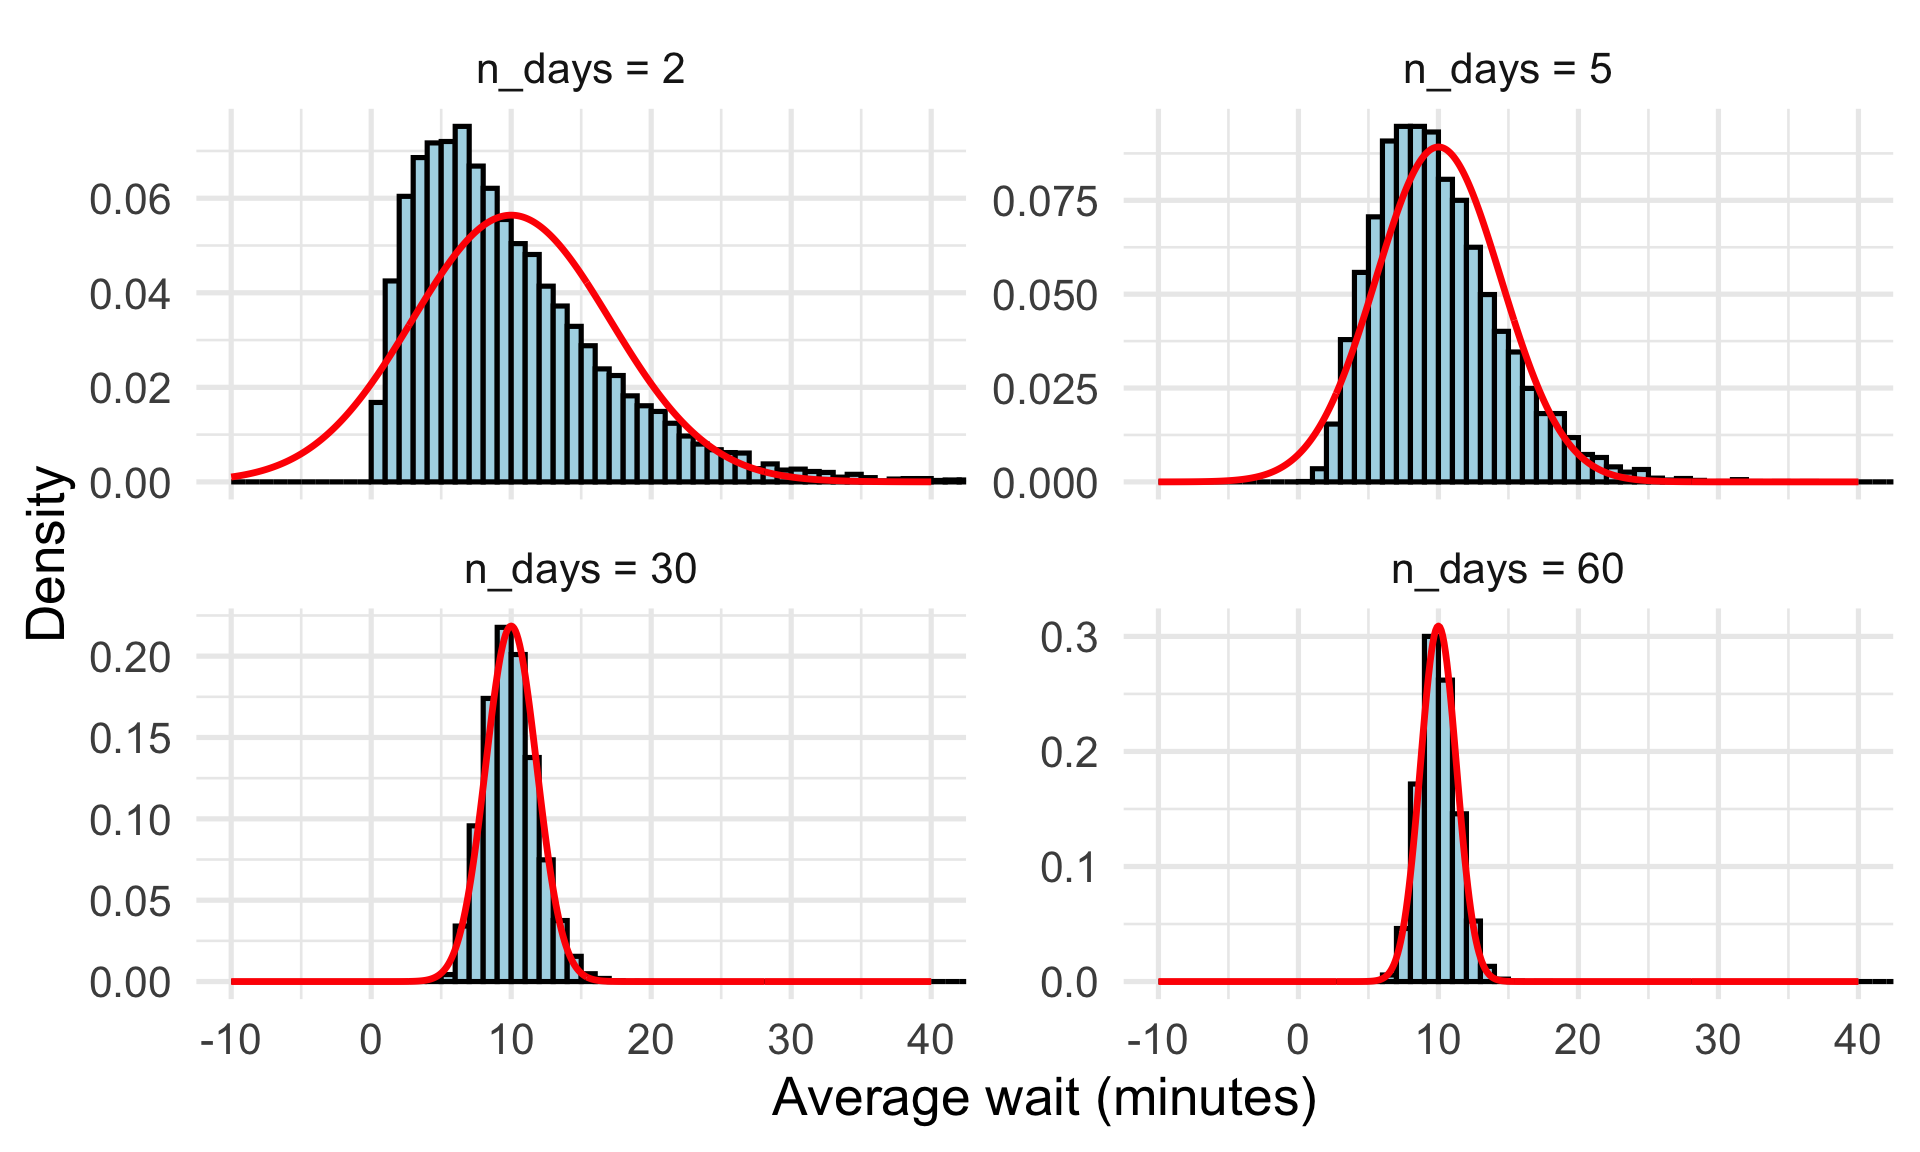 n_days = 2
n_days = 5
0.06
0.04
0.02
0.00
0.075
0.050
0.025
0.000
Density
n_days = 30
n_days = 60
0.20
0.15
0.10
0.05
0.00
0.3
0.2
0.1
0.0
-10 0 10 20 30 40
-10 0 10 20 30 40
Average wait (minutes)